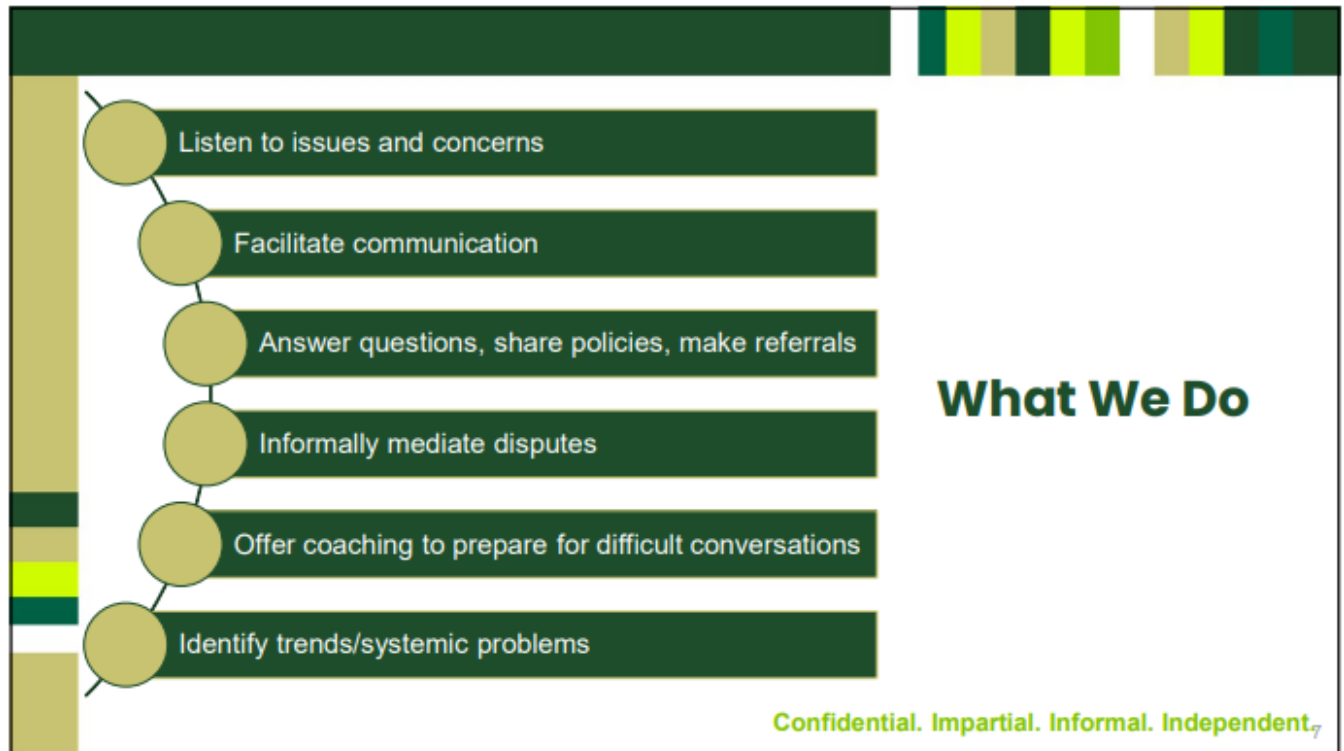 Listen to issues and concerns
Facilitate communication
Answer questions, share policies, make referrals
Informally mediate disputes
Offer coaching to prepare for difficult conversations
Identify trends/systemic problems
What We Do
Confidential. Impartial. Informal. Independent.
7